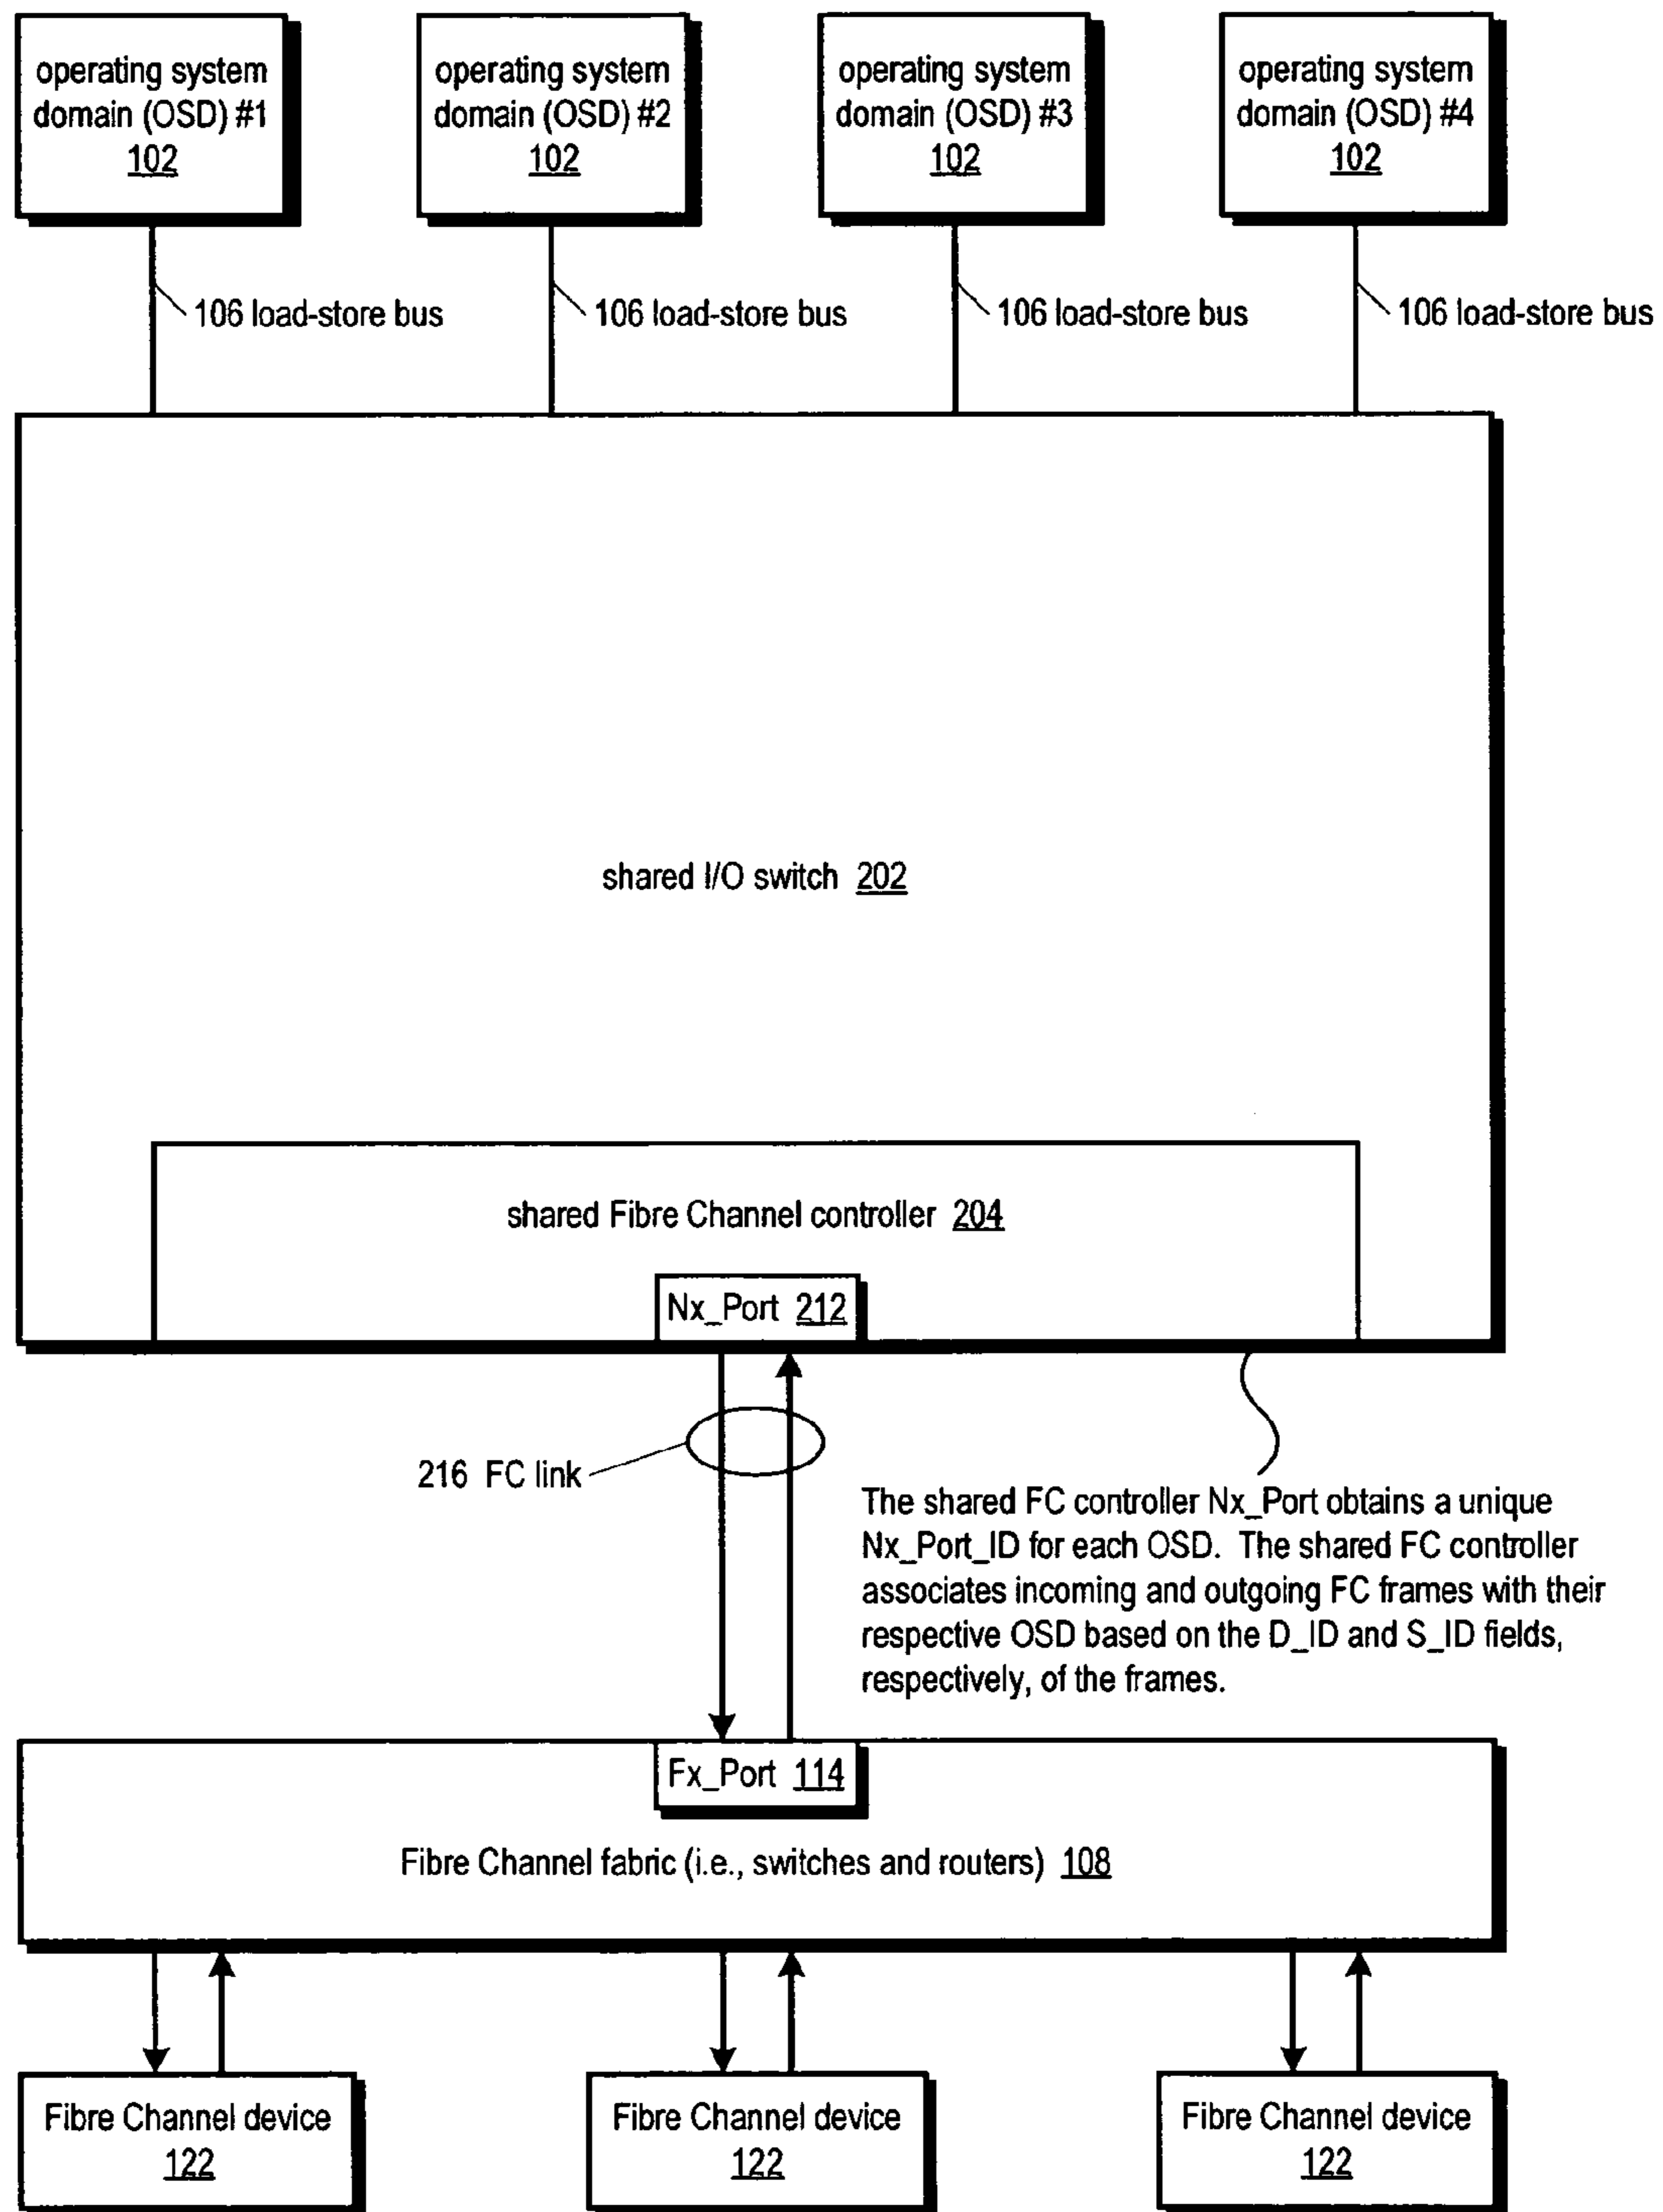 operating system
domain (OSD) #1
102
operating system
domain (OSD) #2
102
operating system
domain (OSD) #3
102
operating system
domain (OSD) #4
102
106 load-store bus
106 load-store bus
106 load-store bus
106 load-store bus
shared I/O switch 202
shared Fibre Channel controller 204
Nx_Port 212
216 FC link
The shared FC controller Nx_Port obtains a unique
Nx_Port_ID for each OSD. The shared FC controller
associates incoming and outgoing FC frames with their
respective OSD based on the D_ID and S_ID fields,
respectively, of the frames.
Fx_Port 114
Fibre Channel fabric (i.e., switches and routers) 108
Fibre Channel device
122
Fibre Channel device
122
Fibre Channel device
122